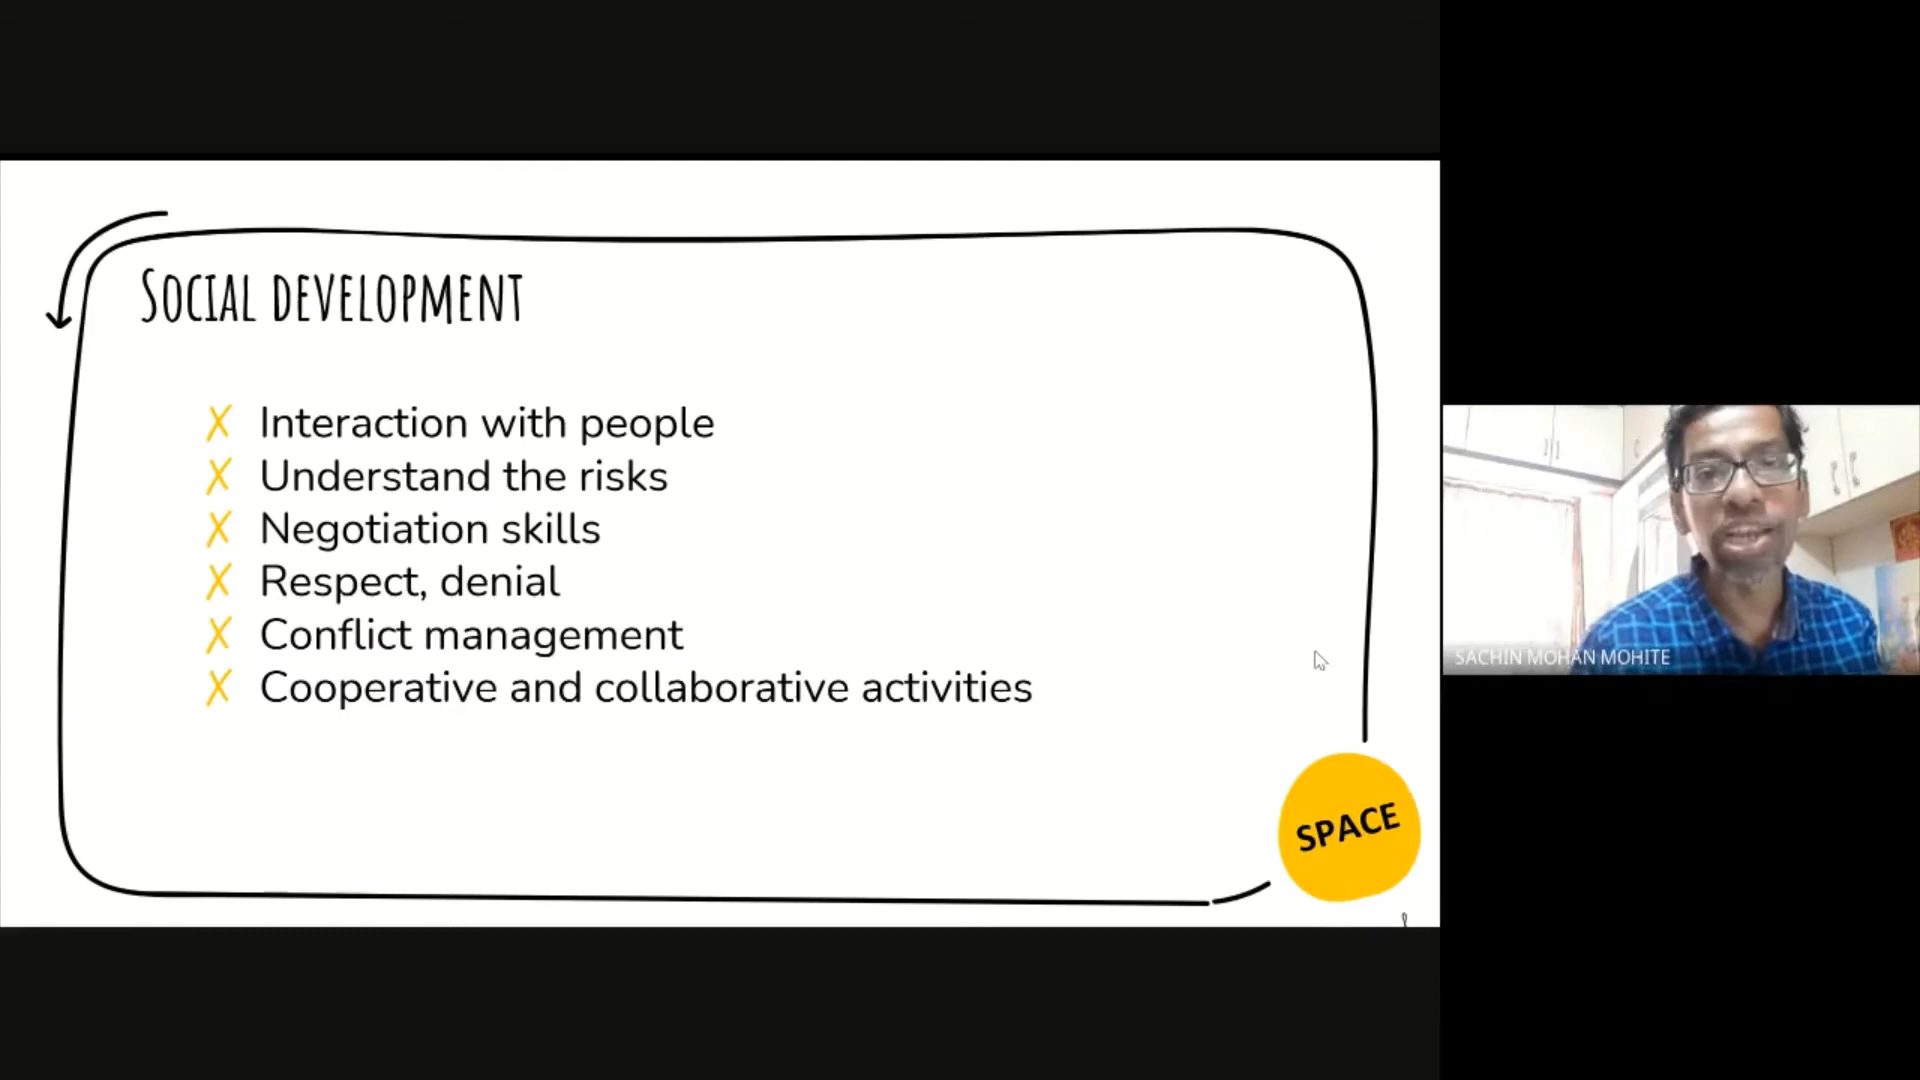 Social development
Interaction with people
Understand the risks
Negotiation skills
Respect, denial
Conflict management
Cooperative and collaborative activities
SPACE
SACHIN MOHAN MOHITE